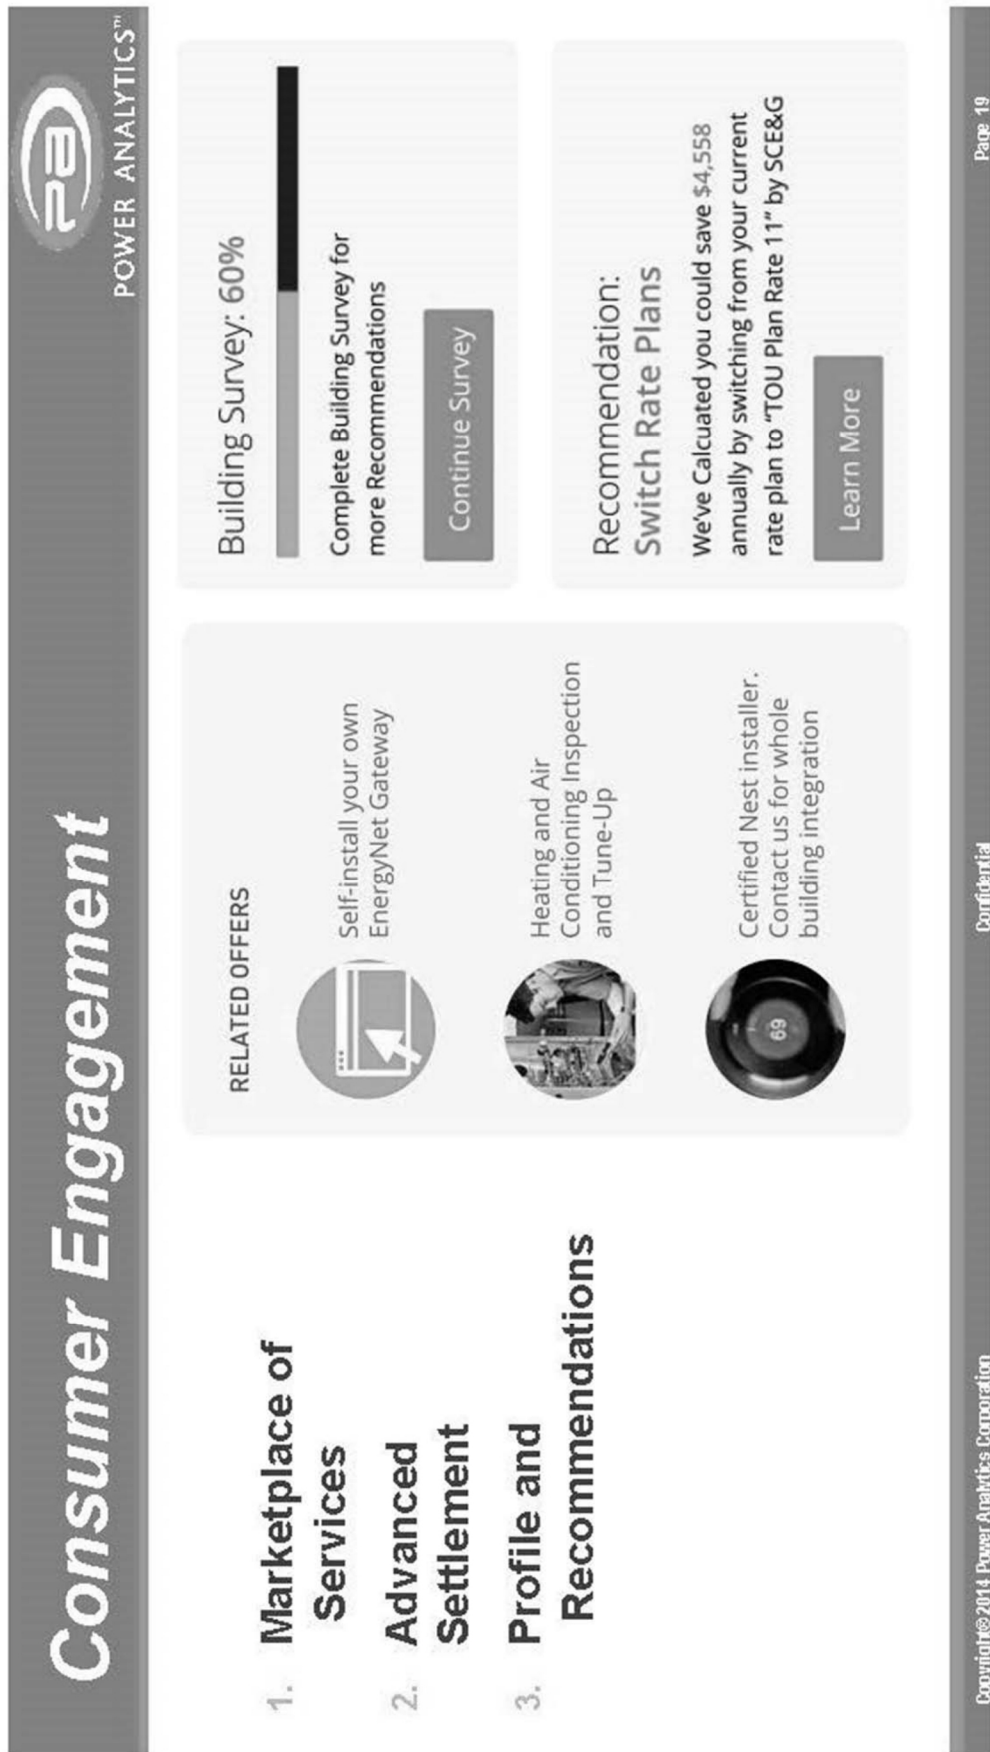 Consumer Engagement
PA
POWER ANALYTICS™
1. Marketplace of
Services
2. Advanced
Settlement
3. Profile and
Recommendations
RELATED OFFERS
Self-install your own
EnergyNet Gateway
Heating and Air
Conditioning Inspection
and Tune-Up
69
Certified Nest installer.
Contact us for whole
building integration
Building Survey: 60%
Complete Building Survey for
more Recommendations
Continue Survey
Recommendation:
Switch Rate Plans
We've Calcuated you could save $4,558
annually by switching from your current
rate plan to "TOU Plan Rate 11" by SCE&G
Learn More
Copyright©2014 Power Analytics Corporation
Confidential
Page 19